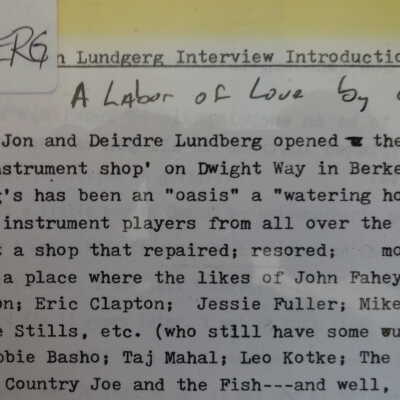 ERG
n Lundgerg Interview Introductio
A Labor of Love by
Jon and Deirdre Lundberg opened the
nstrument shop' on Dwight Way in Berke
g's has been an "oasis" a "watering ho
instrument players from all over the
t a shop that repaired; resored; mo
a place where the likes of John Fahey
on; Eric Clapton; Jessie Fuller; Mike
e Stills, etc. (who stlll have some wu
obie Basho; Taj Mahal; Leo Kotke; The
Country Joe and the Fish---and well,